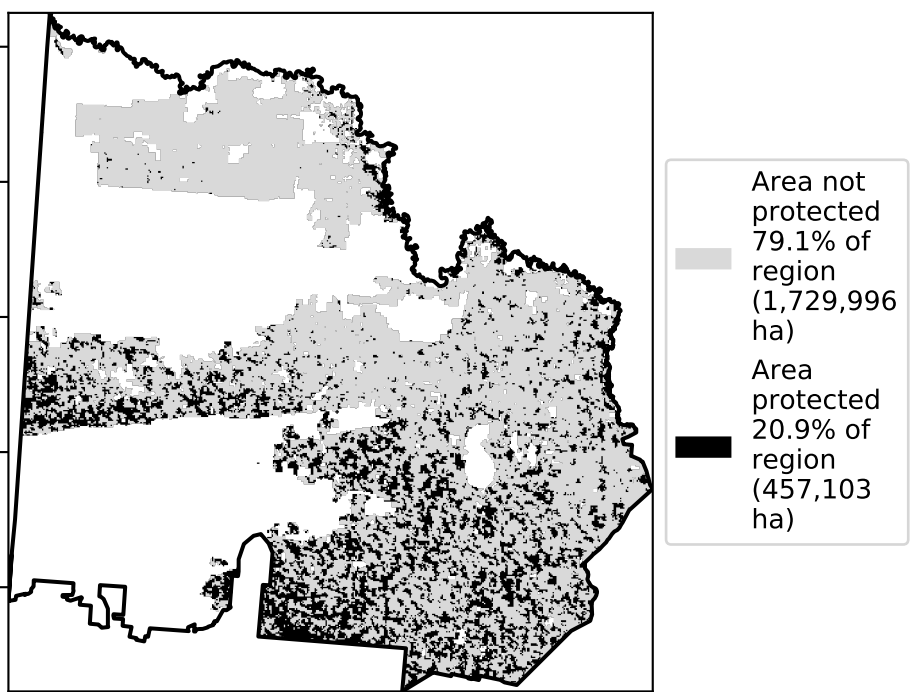 Area not
protected
79.1% of
region
(1,729,996
ha)
Area
protected
20.9% of
region
(457,103
ha)